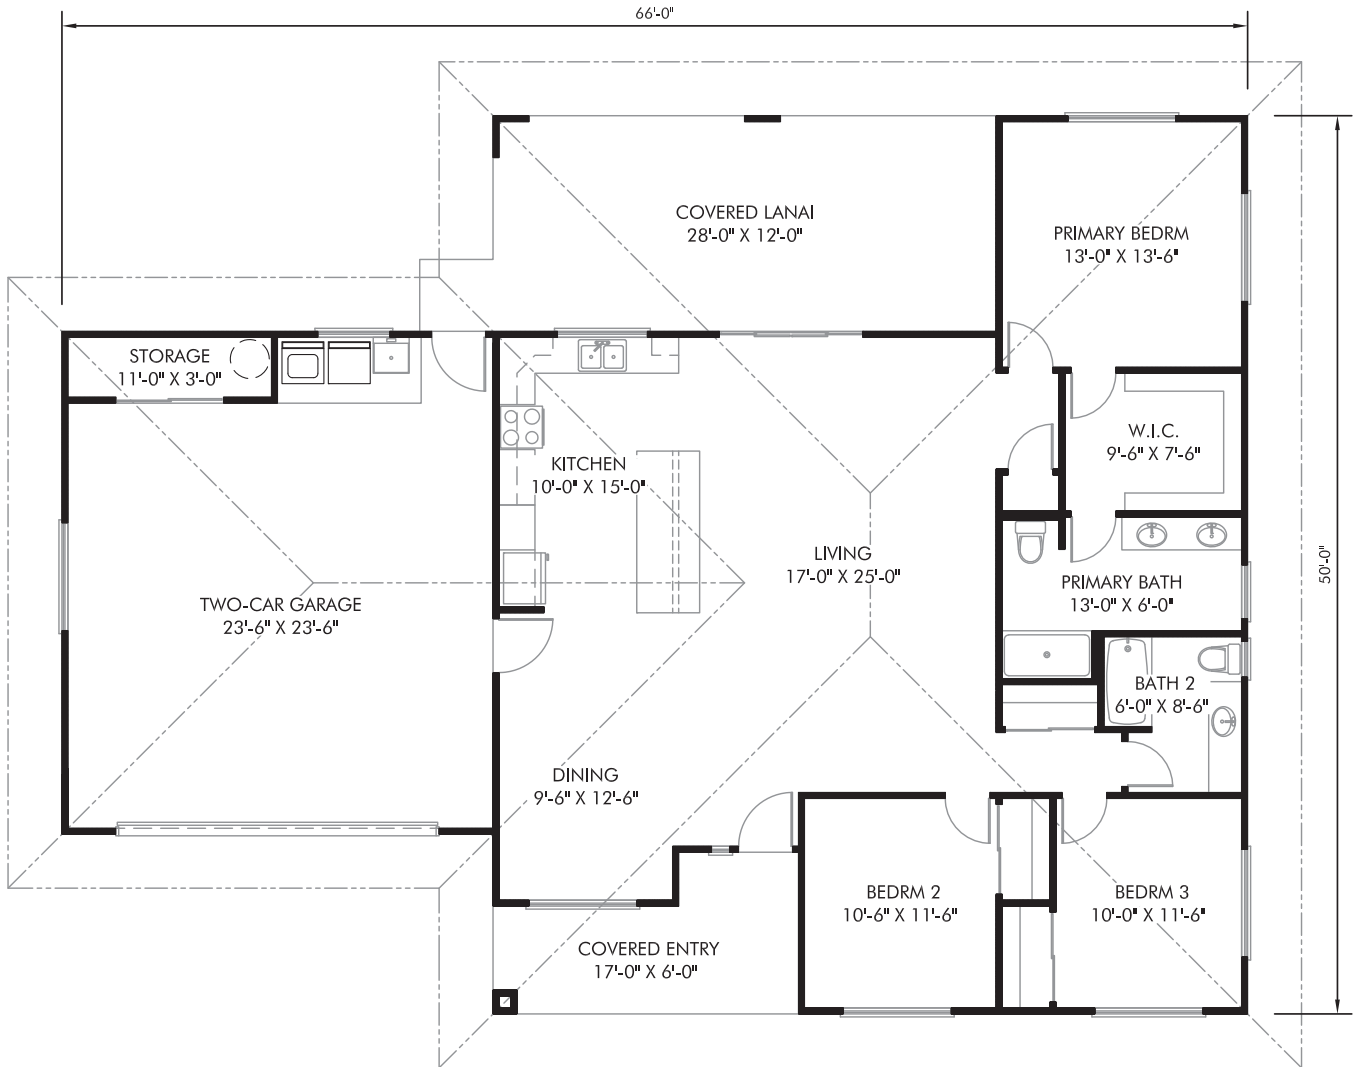 66'-0"
COVERED LANAI
28'-0" X 12'-0"
PRIMARY BEDRM
13'-0" X 13'-6"
STORAGE
11'-0" X 3'-0"
W.I.C.
9'-6" X 7'-6"
KITCHEN
10'-0" X 15'-0"
LIVING
17'-0" X 25'-0"
50'-0"
PRIMARY BATH
13'-0" X 6'-0"
TWO-CAR GARAGE
23'-6" X 23'-6"
BATH 2
6'-0" X 8'-6"
DINING
9'-6" X 12'-6"
BEDRM 2
10'-6" X 11'-6"
BEDRM 3
10'-0" X 11'-6"
COVERED ENTRY
17'-0" X 6'-0"